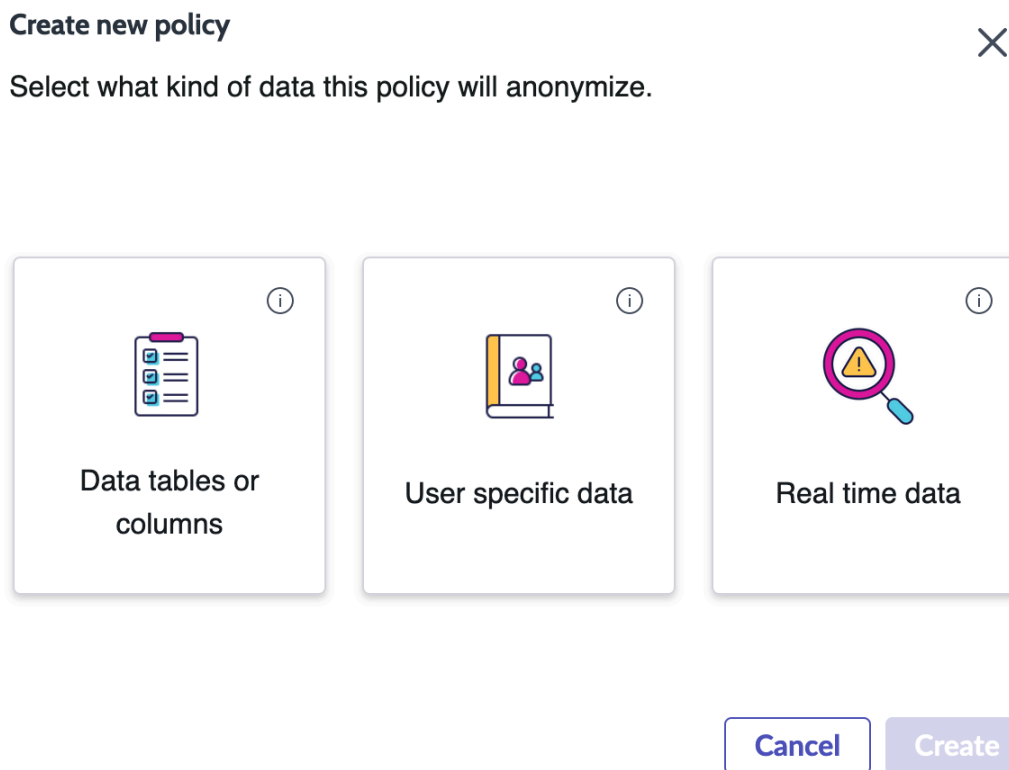 Create new policy
Select what kind of data this policy will anonymize.
i
i
i
Data tables or
columns
User specific data
Real time data
Cancel
Create